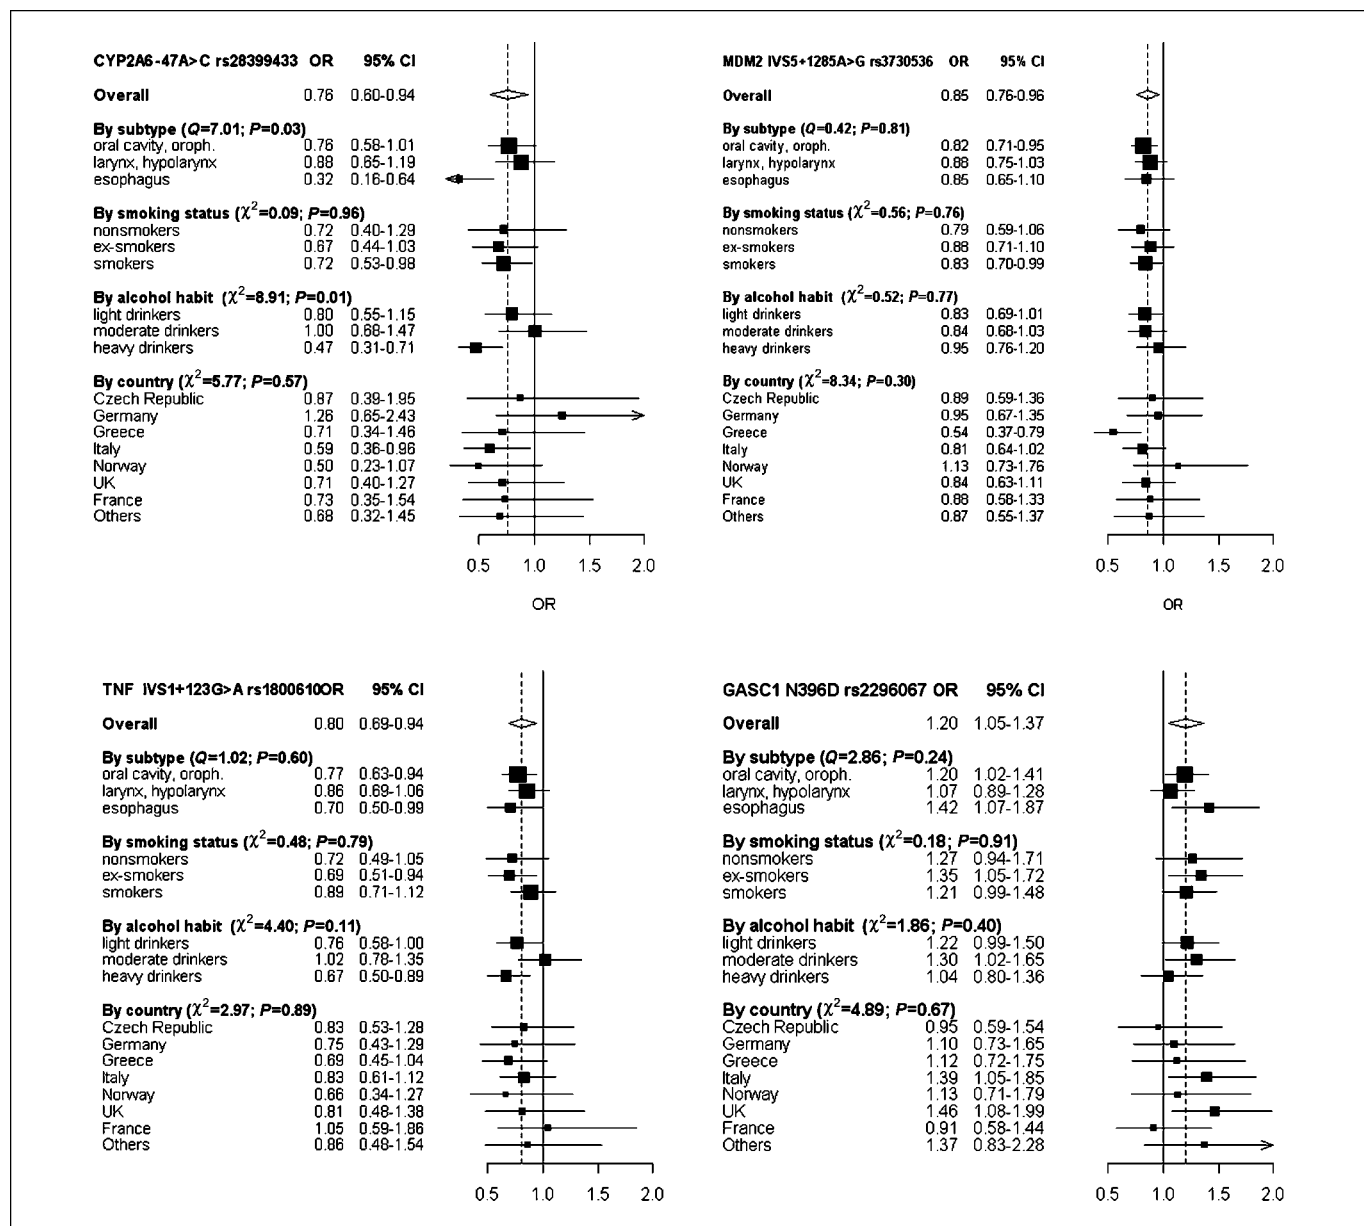 CYP2A6-47A>C rs28399433 OR 95% CI
Overall 0.76 0.60-0.94
By subtype (Q=7.01; P=0.03)
oral cavity, oroph. 0.76 0.58-1.01
larynx, hypolarynx 0.88 0.65-1.19
esophagus 0.32 0.16-0.64
By smoking status (χ²=0.09; P=0.96)
nonsmokers 0.72 0.40-1.29
ex-smokers 0.67 0.44-1.03
smokers 0.72 0.53-0.98
By alcohol habit (χ²=8.91; P=0.01)
light drinkers 0.80 0.55-1.15
moderate drinkers 1.00 0.68-1.47
heavy drinkers 0.47 0.31-0.71
By country (χ²=5.77; P=0.57)
Czech Republic 0.87 0.39-1.95
Germany 1.26 0.65-2.43
Greece 0.71 0.34-1.46
Italy 0.59 0.36-0.96
Norway 0.50 0.23-1.07
UK 0.71 0.40-1.27
France 0.73 0.35-1.54
Others 0.68 0.32-1.45
0.5 1.0 1.5 2.0
OR
MDM2 IVS5+1285A>G rs3730536 OR 95% CI
Overall 0.85 0.76-0.96
By subtype (Q=0.42; P=0.81)
oral cavity, oroph. 0.82 0.71-0.95
larynx, hypolarynx 0.88 0.75-1.03
esophagus 0.85 0.65-1.10
By smoking status (χ²=0.56; P=0.76)
nonsmokers 0.79 0.59-1.06
ex-smokers 0.88 0.71-1.10
smokers 0.83 0.70-0.99
By alcohol habit (χ²=0.52; P=0.77)
light drinkers 0.83 0.69-1.01
moderate drinkers 0.84 0.68-1.03
heavy drinkers 0.95 0.76-1.20
By country (χ²=8.34; P=0.30)
Czech Republic 0.89 0.59-1.36
Germany 0.95 0.67-1.35
Greece 0.54 0.37-0.79
Italy 0.81 0.64-1.02
Norway 1.13 0.73-1.76
UK 0.84 0.63-1.11
France 0.88 0.58-1.33
Others 0.87 0.55-1.37
0.5 1.0 1.5 2.0
OR
TNF IVS1+123G>A rs1800610OR 95% CI
Overall 0.80 0.69-0.94
By subtype (Q=1.02; P=0.60)
oral cavity, oroph. 0.77 0.63-0.94
larynx, hypolarynx 0.86 0.69-1.06
esophagus 0.70 0.50-0.99
By smoking status (χ²=0.48; P=0.79)
nonsmokers 0.72 0.49-1.05
ex-smokers 0.69 0.51-0.94
smokers 0.89 0.71-1.12
By alcohol habit (χ²=4.40; P=0.11)
light drinkers 0.76 0.58-1.00
moderate drinkers 1.02 0.78-1.35
heavy drinkers 0.67 0.50-0.89
By country (χ²=2.97; P=0.89)
Czech Republic 0.83 0.53-1.28
Germany 0.75 0.43-1.29
Greece 0.69 0.45-1.04
Italy 0.83 0.61-1.12
Norway 0.66 0.34-1.27
UK 0.81 0.48-1.38
France 1.05 0.59-1.86
Others 0.86 0.48-1.54
0.5 1.0 1.5 2.0
GASC1 N396D rs2296067 OR 95% CI
Overall 1.20 1.05-1.37
By subtype (Q=2.86; P=0.24)
oral cavity, oroph. 1.20 1.02-1.41
larynx, hypolarynx 1.07 0.89-1.28
esophagus 1.42 1.07-1.87
By smoking status (χ²=0.18; P=0.91)
nonsmokers 1.27 0.94-1.71
ex-smokers 1.35 1.05-1.72
smokers 1.21 0.99-1.48
By alcohol habit (χ²=1.86; P=0.40)
light drinkers 1.22 0.99-1.50
moderate drinkers 1.30 1.02-1.65
heavy drinkers 1.04 0.80-1.36
By country (χ²=4.89; P=0.67)
Czech Republic 0.95 0.59-1.54
Germany 1.10 0.73-1.65
Greece 1.12 0.72-1.75
Italy 1.39 1.05-1.85
Norway 1.13 0.71-1.79
UK 1.46 1.08-1.99
France 0.91 0.58-1.44
Others 1.37 0.83-2.28
0.5 1.0 1.5 2.0